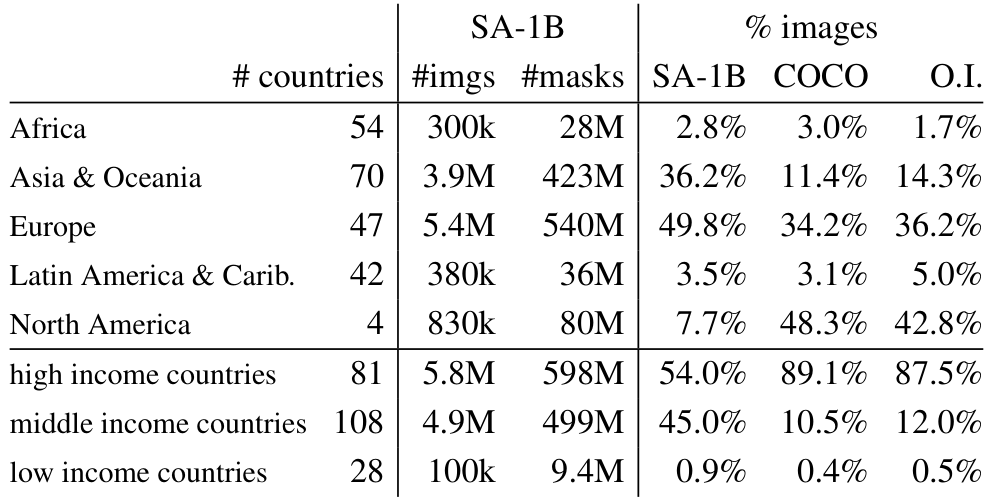 SA-1B % images
# countries #imgs #masks SA-1B COCO O.I.
Africa 54 300k 28M 2.8% 3.0% 1.7%
Asia & Oceania 70 3.9M 423M 36.2% 11.4% 14.3%
Europe 47 5.4M 540M 49.8% 34.2% 36.2%
Latin America & Carib. 42 380k 36M 3.5% 3.1% 5.0%
North America 4 830k 80M 7.7% 48.3% 42.8%
high income countries 81 5.8M 598M 54.0% 89.1% 87.5%
middle income countries 108 4.9M 499M 45.0% 10.5% 12.0%
low income countries 28 100k 9.4M 0.9% 0.4% 0.5%